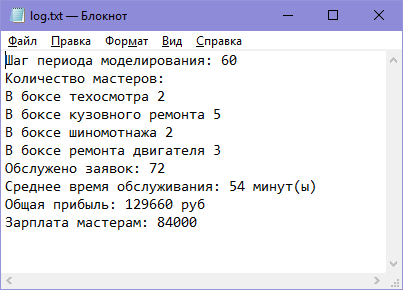 log.txt — Блокнот
Файл Правка Формат Вид Справка
Шаг периода моделирования: 60
Количество мастеров:
В боксе техосмотра 2
В боксе кузовного ремонта 5
В боксе шиномотнажа 2
В боксе ремонта двигателя 3
Обслужено заявок: 72
Среднее время обслуживания: 54 минут(ы)
Общая прибыль: 129660 руб
Зарплата мастерам: 84000